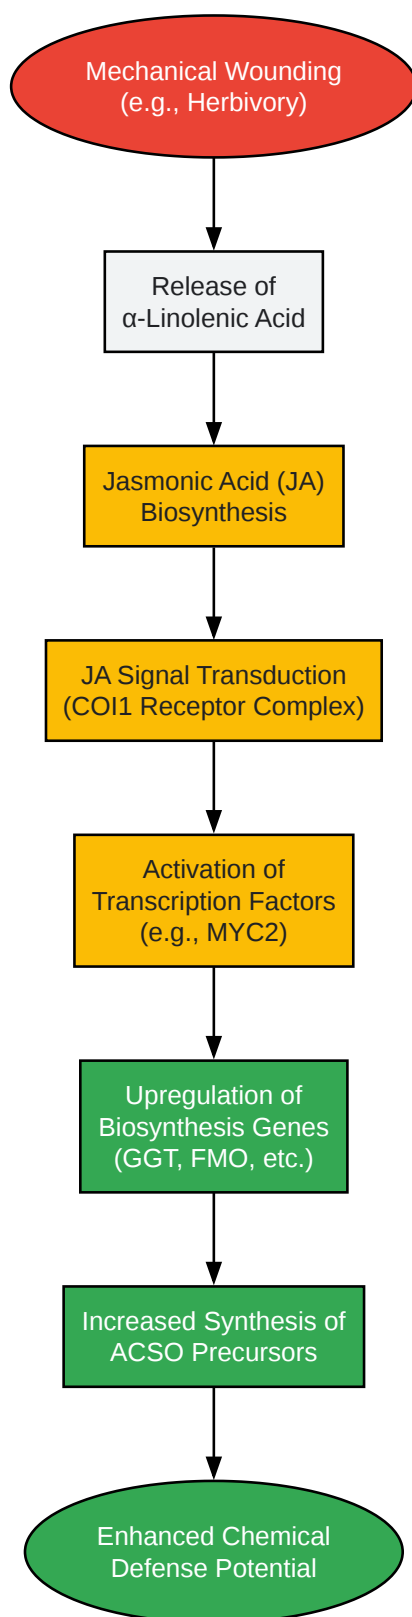 Mechanical Wounding
(e.g., Herbivory)
Release of
α-Linolenic Acid
Jasmonic Acid (JA)
Biosynthesis
JA Signal Transduction
(COI1 Receptor Complex)
Activation of
Transcription Factors
(e.g., MYC2)
Upregulation of
Biosynthesis Genes
(GGT, FMO, etc.)
Increased Synthesis of
ACSO Precursors
Enhanced Chemical
Defense Potential